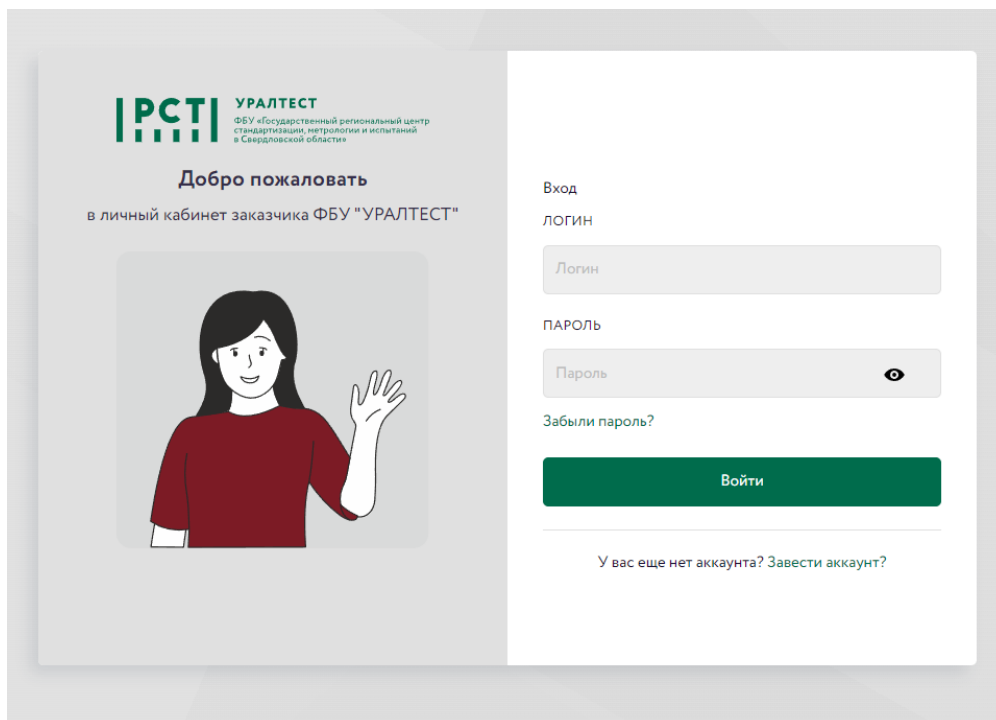 РСТ
УРАЛТЕСТ
ФБУ «Государственный региональный центр
стандартизации, метрологии и испытаний
в Свердловской области»
Добро пожаловать
в личный кабинет заказчика ФБУ "УРАЛТЕСТ"
Вход
ЛОГИН
Логин
ПАРОЛЬ
Пароль
Забыли пароль?
Войти
У вас еще нет аккаунта? Завести аккаунт?